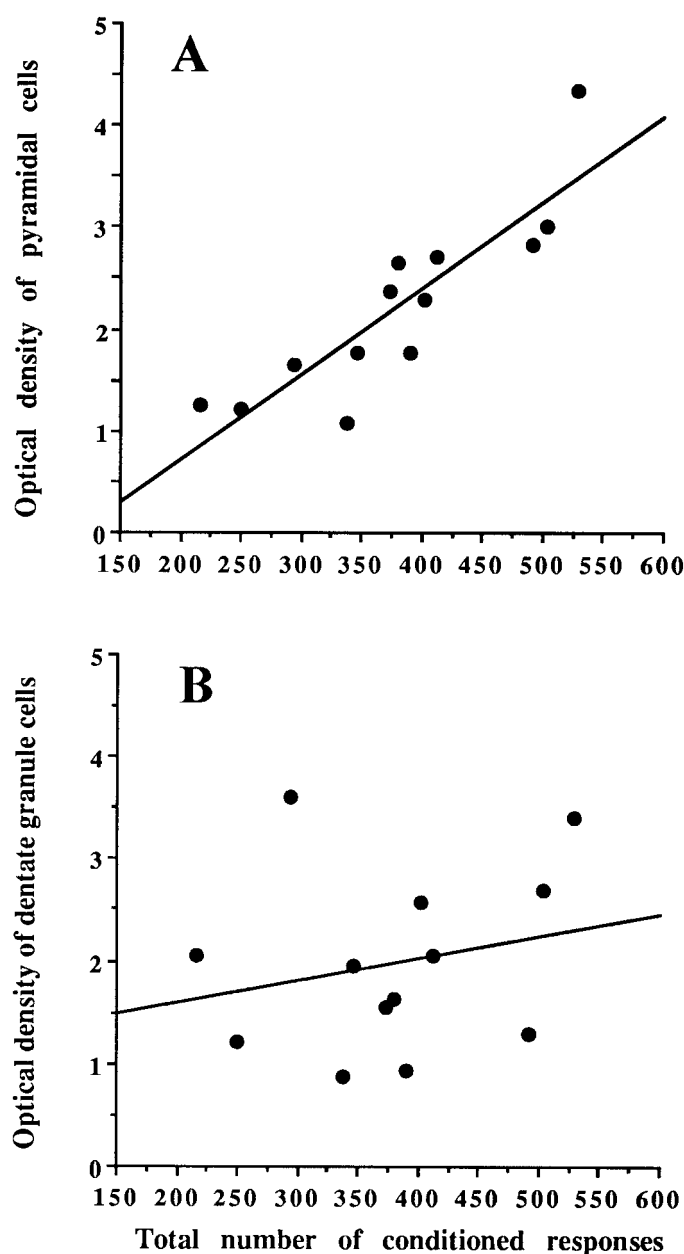 A
Optical density of pyramidal cells
5
4
3
2
1
0
150 200 250 300 350 400 450 500 550 600
B
Optical density of dentate granule cells
5
4
3
2
1
0
150 200 250 300 350 400 450 500 550 600
Total number of conditioned responses